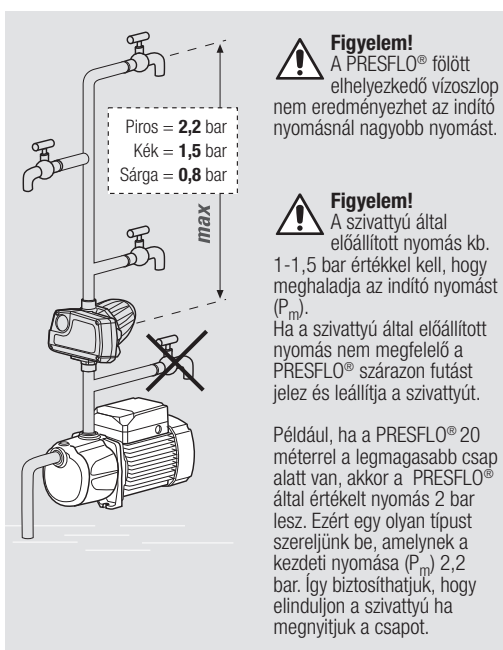 Piros = 2,2 bar
Kék = 1,5 bar
Sárga = 0,8 bar
max
Figyelem!
A PRESFLO® fölött
elhelyezkedő vízoszlop
nem eredményezhet az indító
nyomásnál nagyobb nyomást.
Figyelem!
A szivattyú által
előállított nyomás kb.
1-1,5 bar értékkel kell, hogy
meghaladja az indító nyomást
(Pm).
Ha a szivattyú által előállított
nyomás nem megfelelő a
PRESFLO® szárazon futást
jelez és leállítja a szivattyút.
Például, ha a PRESFLO® 20
méterrel a legmagasabb csap
alatt van, akkor a PRESFLO®
által értékelt nyomás 2 bar
lesz. Ezért egy olyan típust
szereljünk be, amelynek a
kezdeti nyomása (Pm) 2,2
bar. Így biztosíthatjuk, hogy
elinduljon a szivattyú ha
megnyitjuk a csapot.